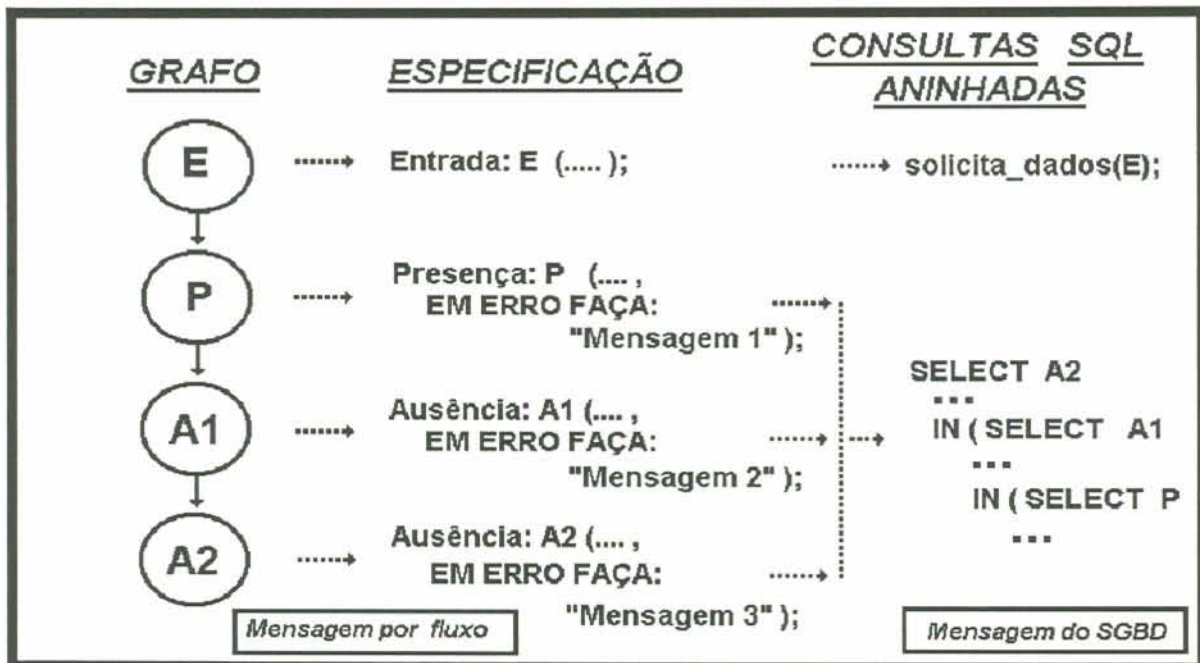 GRAFO
ESPECIFICAÇÃO
CONSULTAS SQL
ANINHADAS
E
Entrada: E (..... );
solicita_dados(E);
P
Presença: P (.... ,
EM ERRO FAÇA:
"Mensagem 1" );
A1
Ausência: A1 (.... ,
EM ERRO FAÇA:
"Mensagem 2" );
A2
Ausência: A2 (.... ,
EM ERRO FAÇA:
"Mensagem 3" );
SELECT A2
...
IN ( SELECT A1
...
IN ( SELECT P
...
Mensagem por fluxo
Mensagem do SGBD